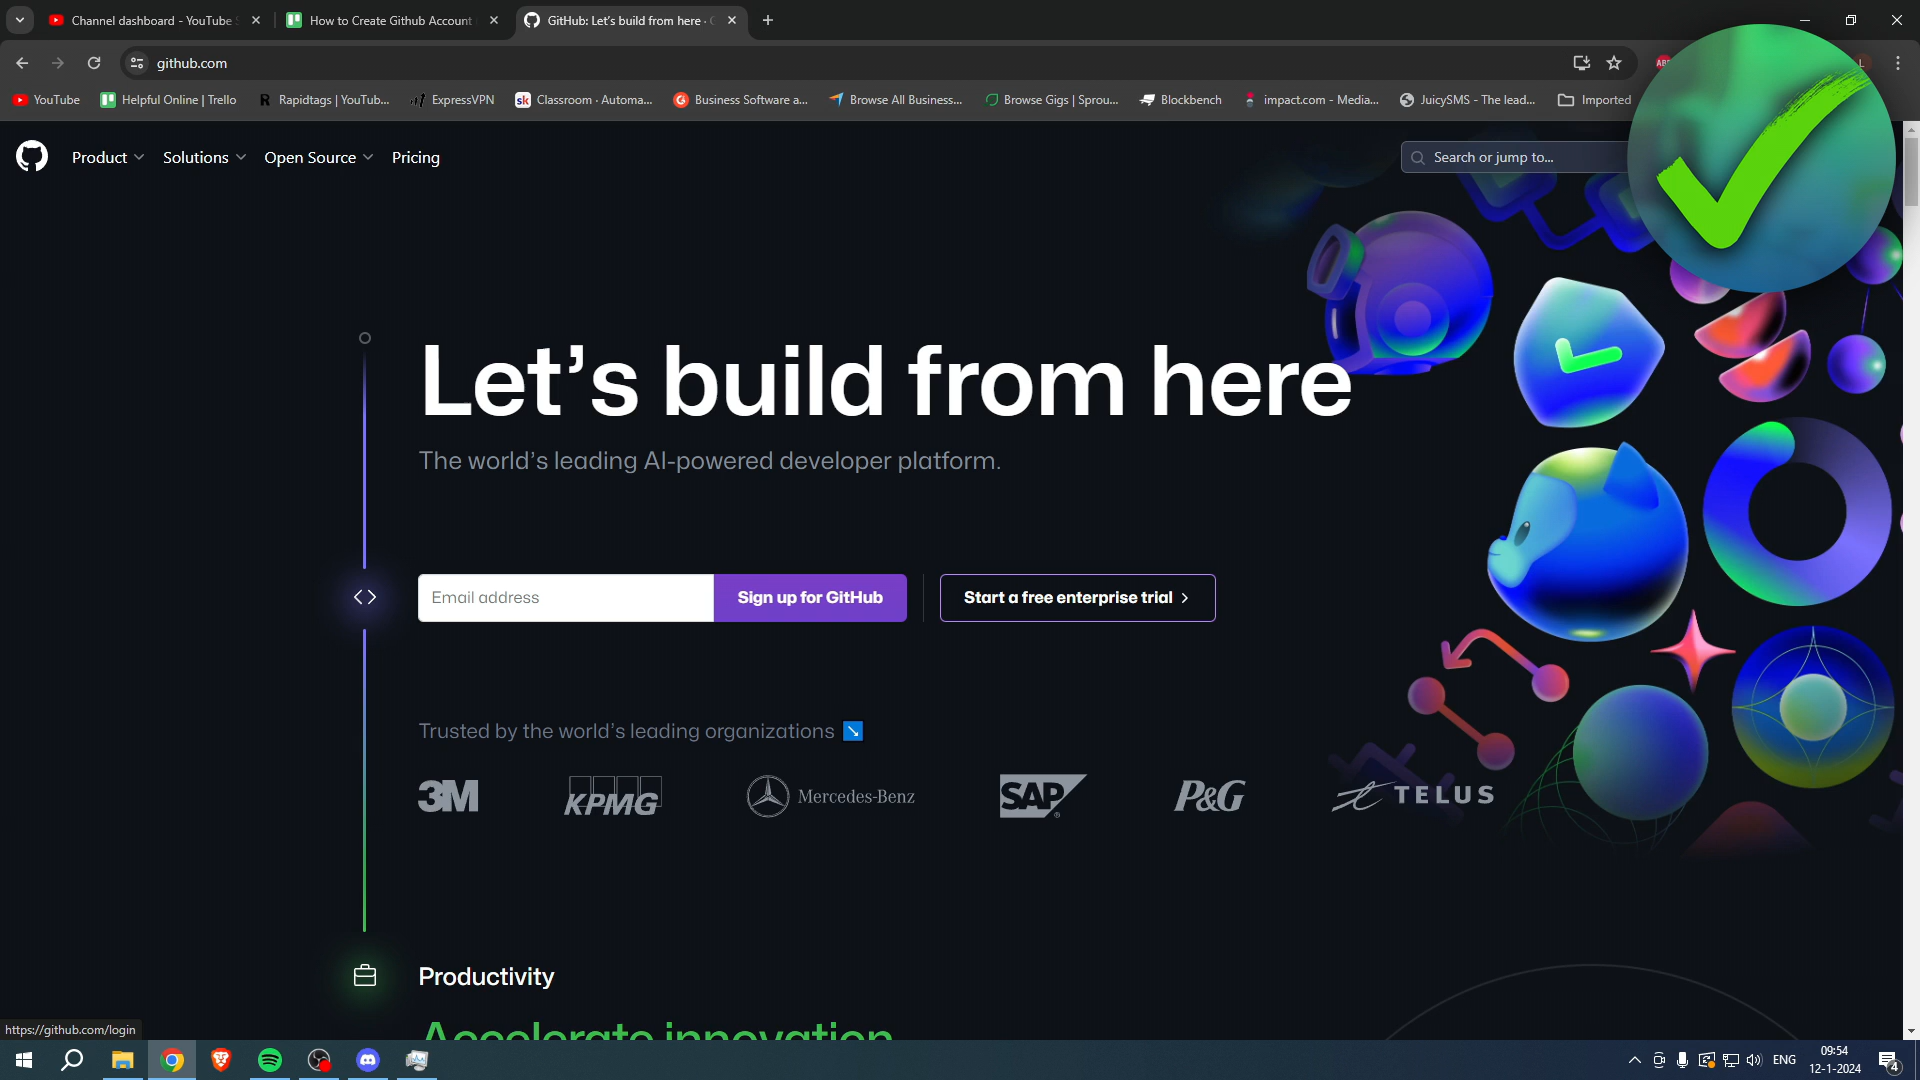 Channel dashboard - YouTube
How to Create Github Account
GitHub: Let's build from here ·
github.com
YouTube
Helpful Online | Trello
Rapidtags | YouTub...
ExpressVPN
Classroom · Automa...
Business Software a...
Browse All Business...
Browse Gigs | Sprou...
Blockbench
impact.com - Media...
JuicySMS - The lead...
Imported
Product
Solutions
Open Source
Pricing
Search or jump to...
Let’s build from here
The world’s leading AI-powered developer platform.
Email address
Sign up for GitHub
Start a free enterprise trial
Trusted by the world’s leading organizations
3M
KPMG
Mercedes-Benz
SAP
P&G
TELUS
Productivity
Accelerate innovation
https://github.com/login
ENG
09:54
12-1-2024
4